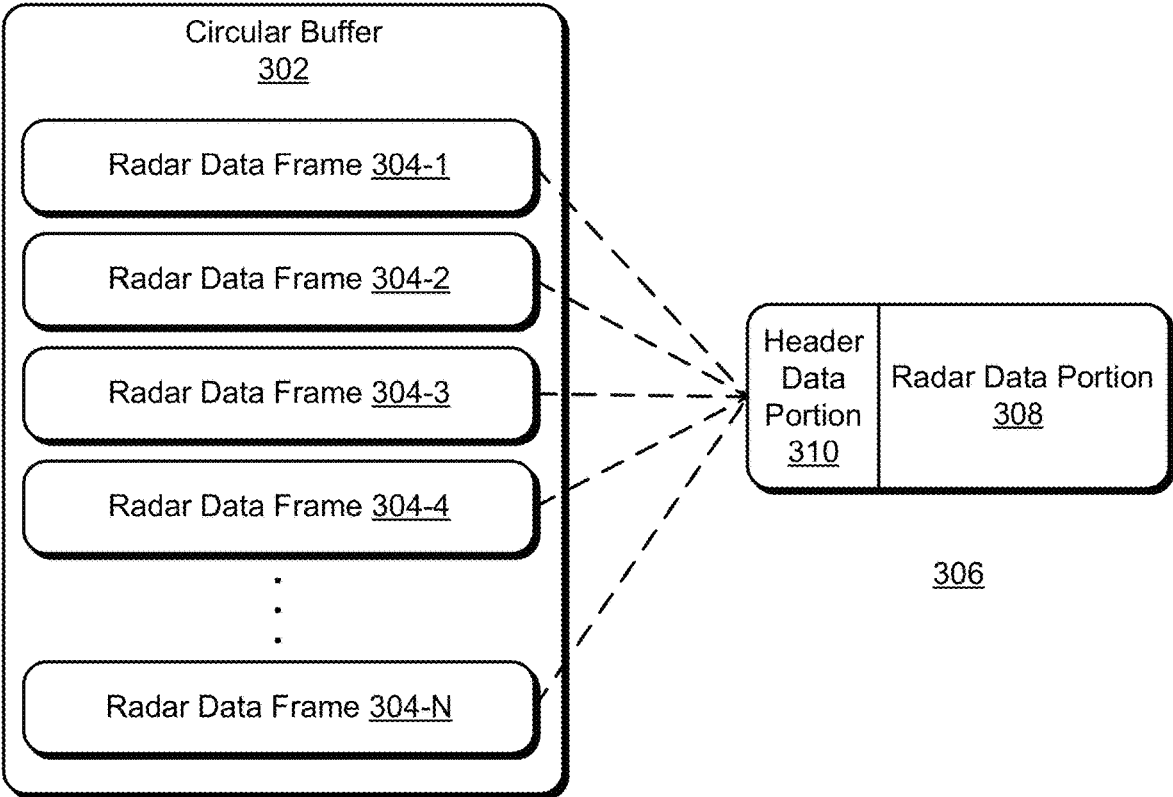 Circular Buffer
302
Radar Data Frame 304-1
Radar Data Frame 304-2
Radar Data Frame 304-3
Radar Data Frame 304-4
Radar Data Frame 304-N
Header
Data
Portion
310
Radar Data Portion
308
306